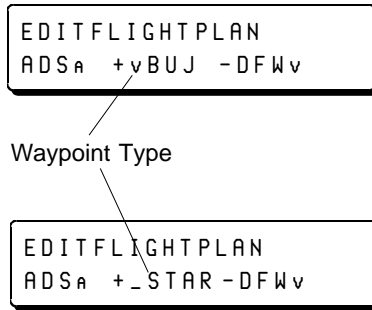 EDITFLIGHTPLAN
ADSA +vBUJ -DFWv
Waypoint Type
EDITFLIGHTPLAN
ADSA +_STAR-DFWv